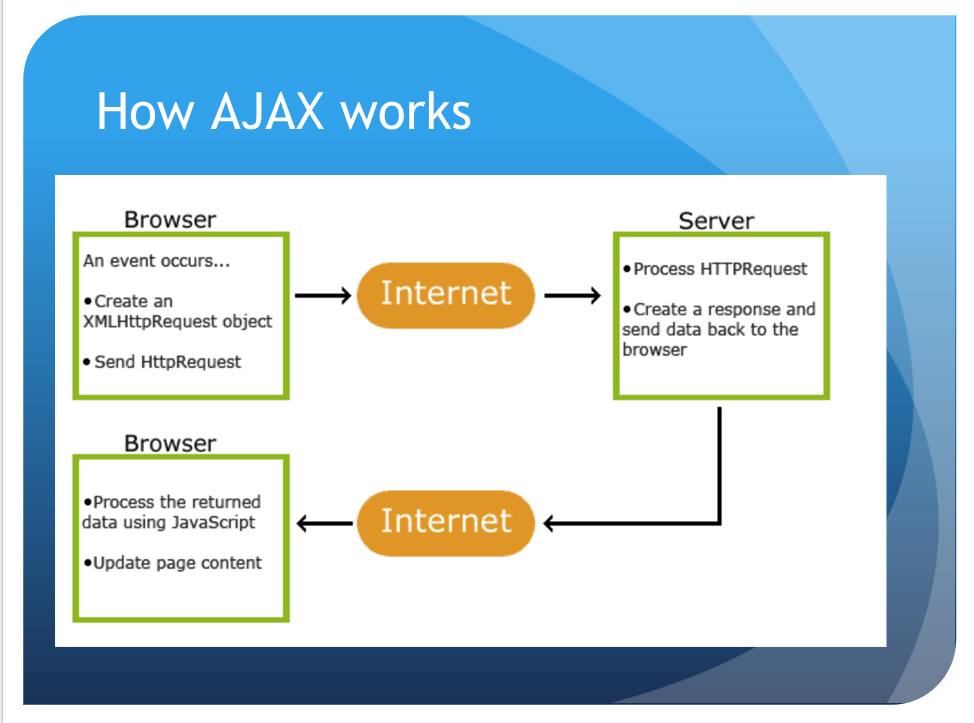 How AJAX works
Browser
An event occurs...
•Create an
XMLHttpRequest object
• Send HttpRequest
Internet
Server
•Process HTTPRequest
•Create a response and
send data back to the
browser
Browser
•Process the returned
data using JavaScript
•Update page content
Internet